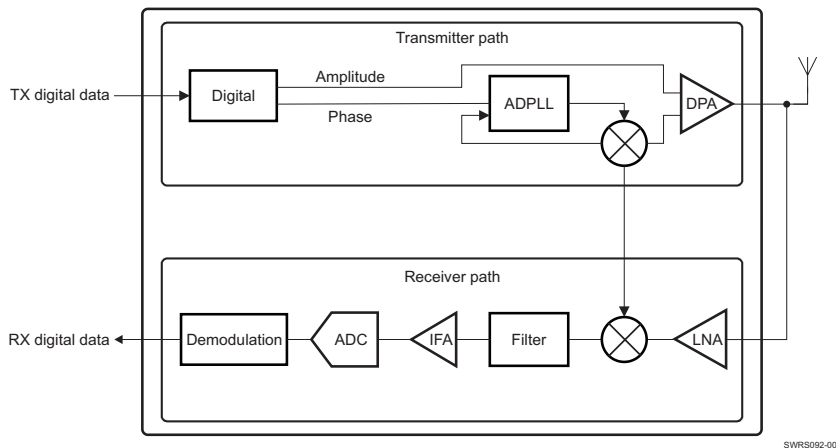 Transmitter path
TX digital data
Digital
Amplitude
Phase
ADPLL
DPA
Receiver path
RX digital data
Demodulation
ADC
IFA
Filter
LNA
SWRS092-00